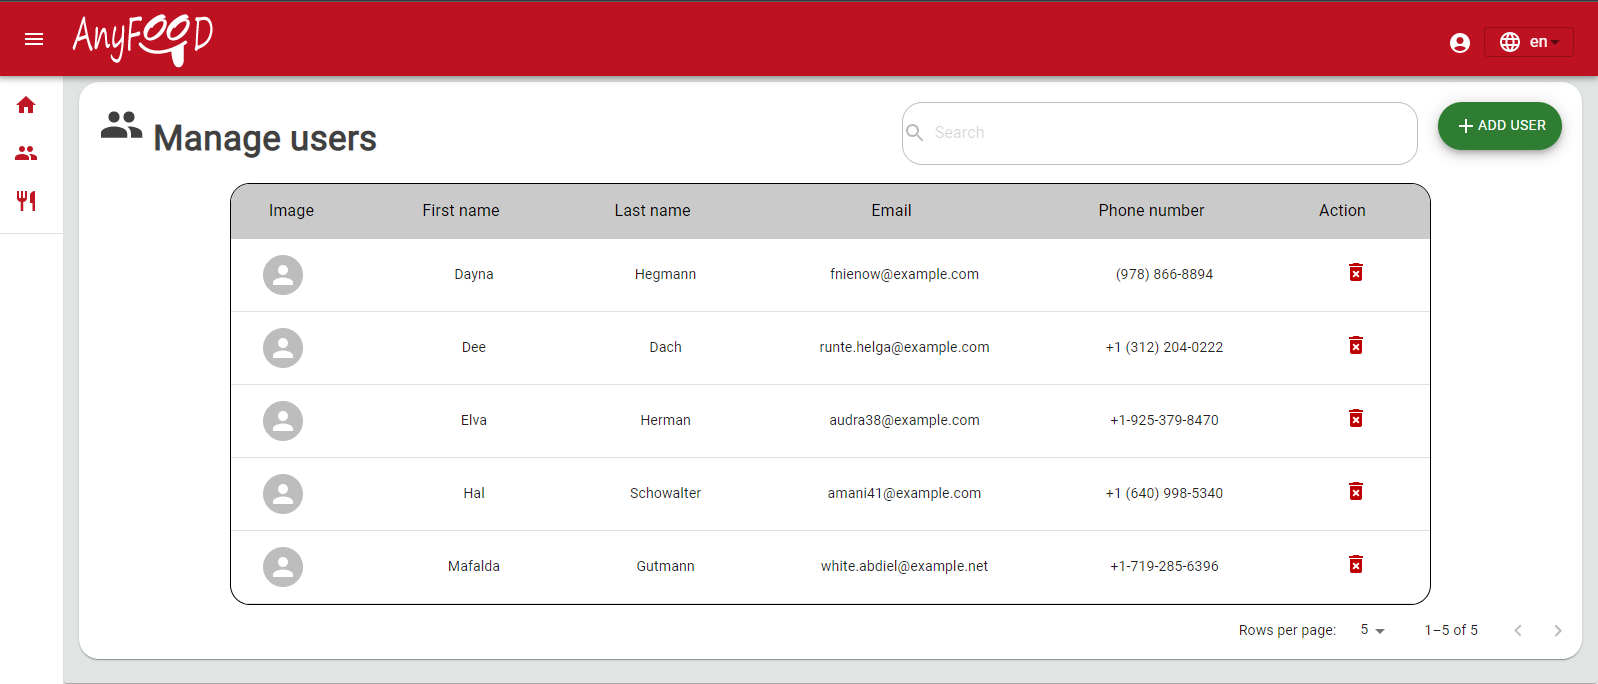 AnyFOOD
en
Manage users
Search
ADD USER
Image First name Last name Email Phone number Action
Dayna Hegmann fnienow@example.com (978) 866-8894
Dee Dach runte.helga@example.com +1 (312) 204-0222
Elva Herman audra38@example.com +1-925-379-8470
Hal Schowalter amani41@example.com +1 (640) 998-5340
Mafalda Gutmann white.abdiel@example.net +1-719-285-6396
Rows per page: 5 1–5 of 5